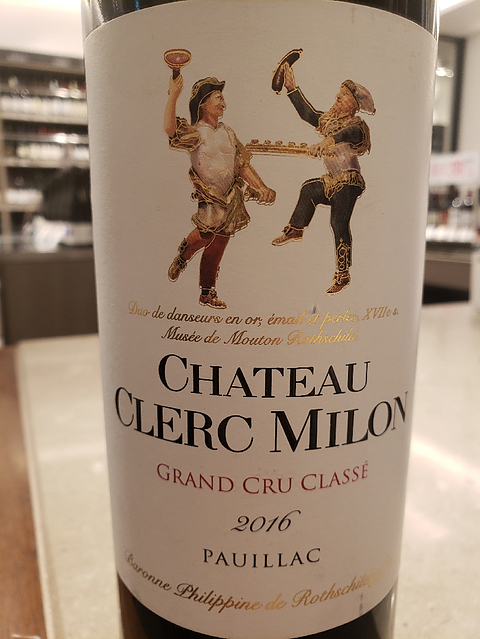 Duo de danseurs en or, émail et perles, XVIIe s.
Musée de Mouton Rothschild
CHATEAU
CLERC MILON
GRAND CRU CLASSÉ
2016
PAUILLAC
Baronne Philippine de Rothschild